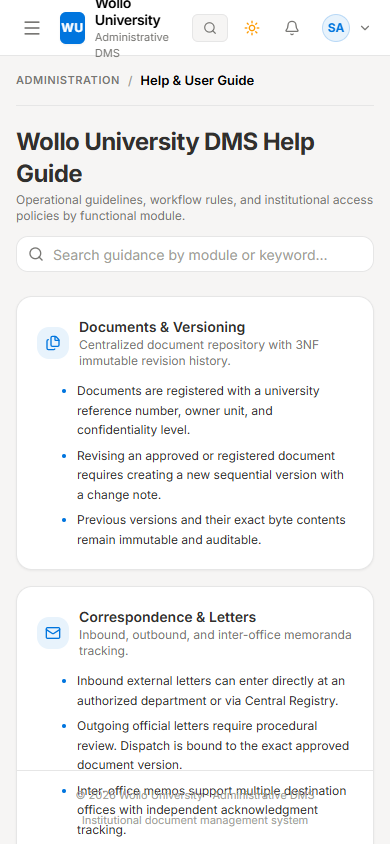 Wollo
University
Administrative
DMS
WU
SA
ADMINISTRATION / Help & User Guide
Wollo University DMS Help
Guide
Operational guidelines, workflow rules, and institutional access
policies by functional module.
Search guidance by module or keyword...
Documents & Versioning
Centralized document repository with 3NF
immutable revision history.
Documents are registered with a university
reference number, owner unit, and
confidentiality level.
Revising an approved or registered document
requires creating a new sequential version with
a change note.
Previous versions and their exact byte contents
remain immutable and auditable.
Correspondence & Letters
Inbound, outbound, and inter-office memoranda
tracking.
Inbound external letters can enter directly at an
authorized department or via Central Registry.
Outgoing official letters require procedural
review. Dispatch is bound to the exact approved
document version.
Inter-office memos support multiple destination
© 2026 Wollo University · Administrative DMS
offices with independent acknowledgment
Institutional document management system
tracking.